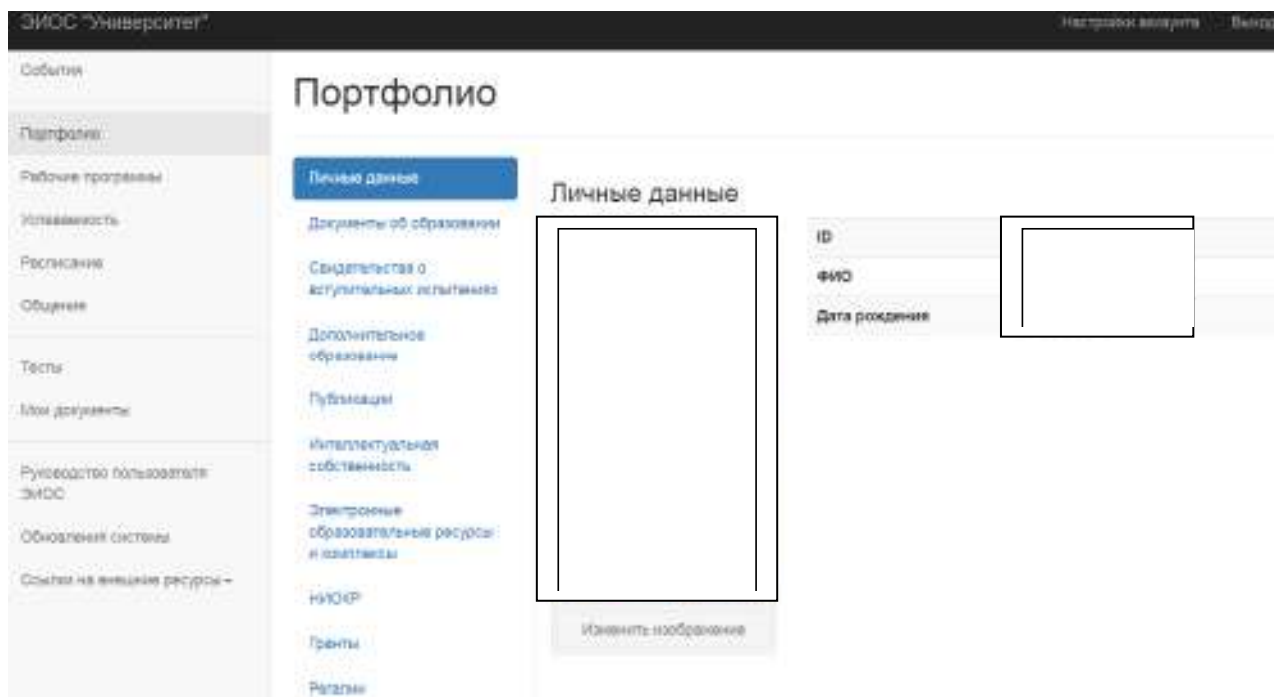 ЭИОС "Университет"
Настройки аккаунта
Выход
События
Портфолио
Рабочие программы
Успеваемость
Расписание
Общение
Тесты
Мои документы
Руководство пользователя
ЭИОС
Обновления системы
Ссылки на внешние ресурсы
Портфолио
Личные данные
Документы об образовании
Свидетельства о
вступительных испытаниях
Дополнительное
образование
Публикации
Интеллектуальная
собственность
Электронные
образовательные ресурсы
и комплексы
НИОКР
Гранты
Регалии
Личные данные
Изменить изображение
ID
ФИО
Дата рождения